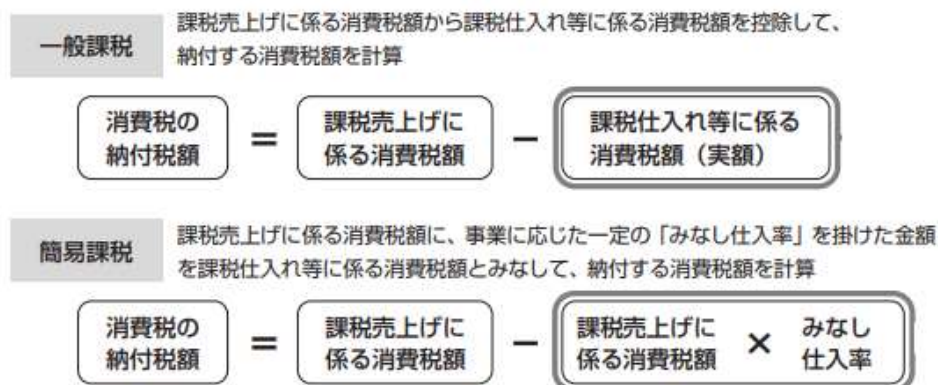 一般課税
課税売上げに係る消費税額から課税仕入れ等に係る消費税額を控除して、
納付する消費税額を計算
消費税の
納付税額
=
課税売上げに
係る消費税額
−
課税仕入れ等に係る
消費税額（実額）
簡易課税
課税売上げに係る消費税額に、事業に応じた一定の「みなし仕入率」を掛けた金額
を課税仕入れ等に係る消費税額とみなして、納付する消費税額を計算
消費税の
納付税額
=
課税売上げに
係る消費税額
−
課税売上げに
係る消費税額
×
みなし
仕入率